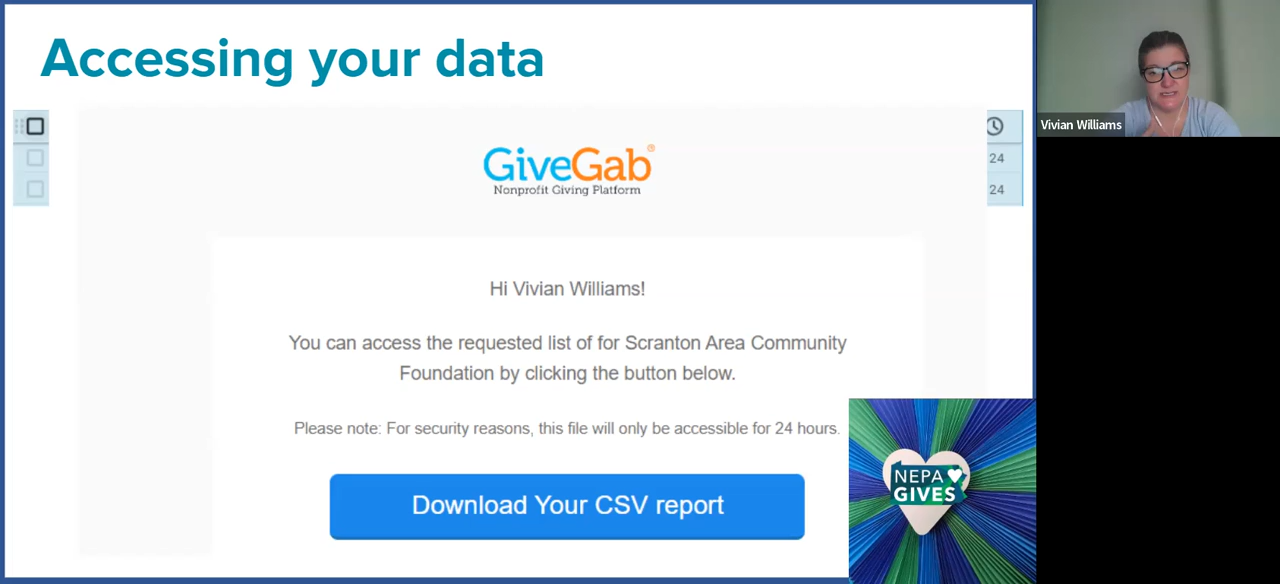 Accessing your data
GiveGab®
Nonprofit Giving Platform
24
24
Hi Vivian Williams!
You can access the requested list of for Scranton Area Community
Foundation by clicking the button below.
Please note: For security reasons, this file will only be accessible for 24 hours.
Download Your CSV report
NEPA
GIVES
Vivian Williams